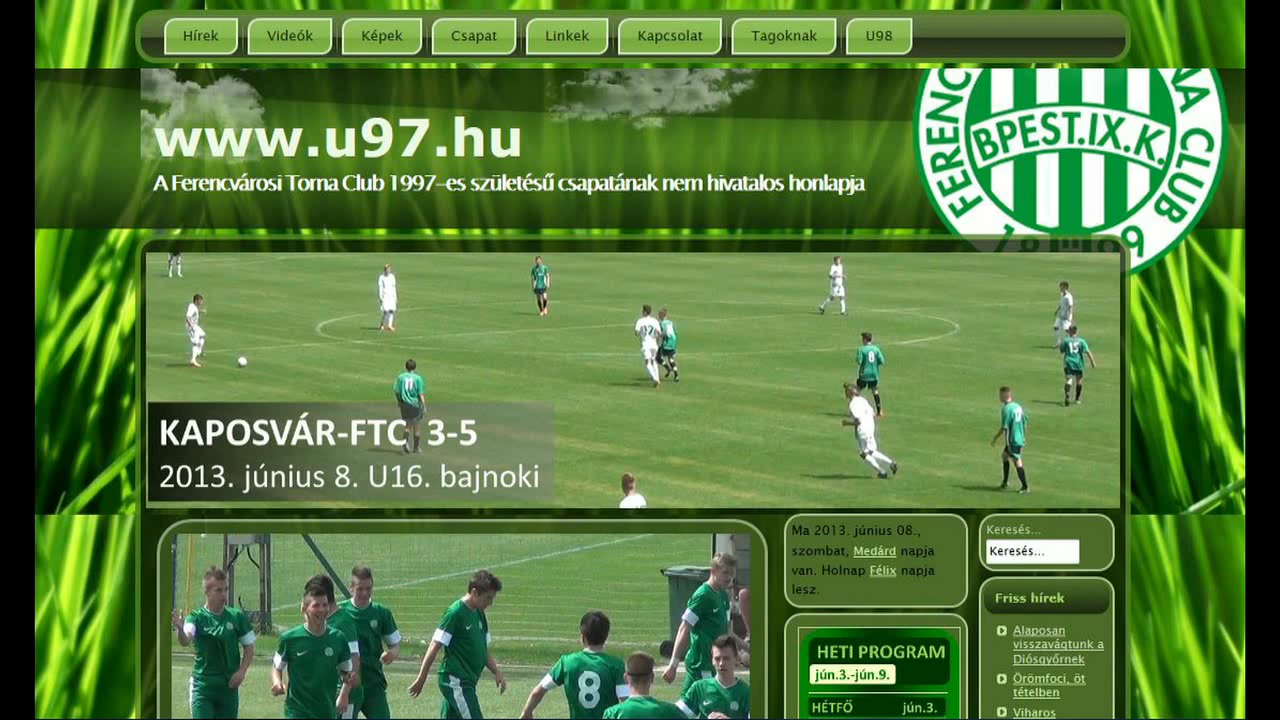 Hírek
Videók
Képek
Csapat
Linkek
Kapcsolat
Tagoknak
U98
www.u97.hu
A Ferencvárosi Torna Club 1997-es születésű csapatának nem hivatalos honlapja
BPEST.IX.K.
KAPOSVÁR-FTC 3-5
2013. június 8. U16. bajnoki
8
15
8
Ma 2013. június 08.,
szombat, Medárd napja
van. Holnap Félix napja
lesz.
HETI PROGRAM
jún.3.-jún.9.
HÉTFŐ jún.3.
Keresés...
Keresés...
Friss hírek
Alaposan
visszavágtunk a
Diósgyőrnek
Örömfoci, öt
tételben
Viharos